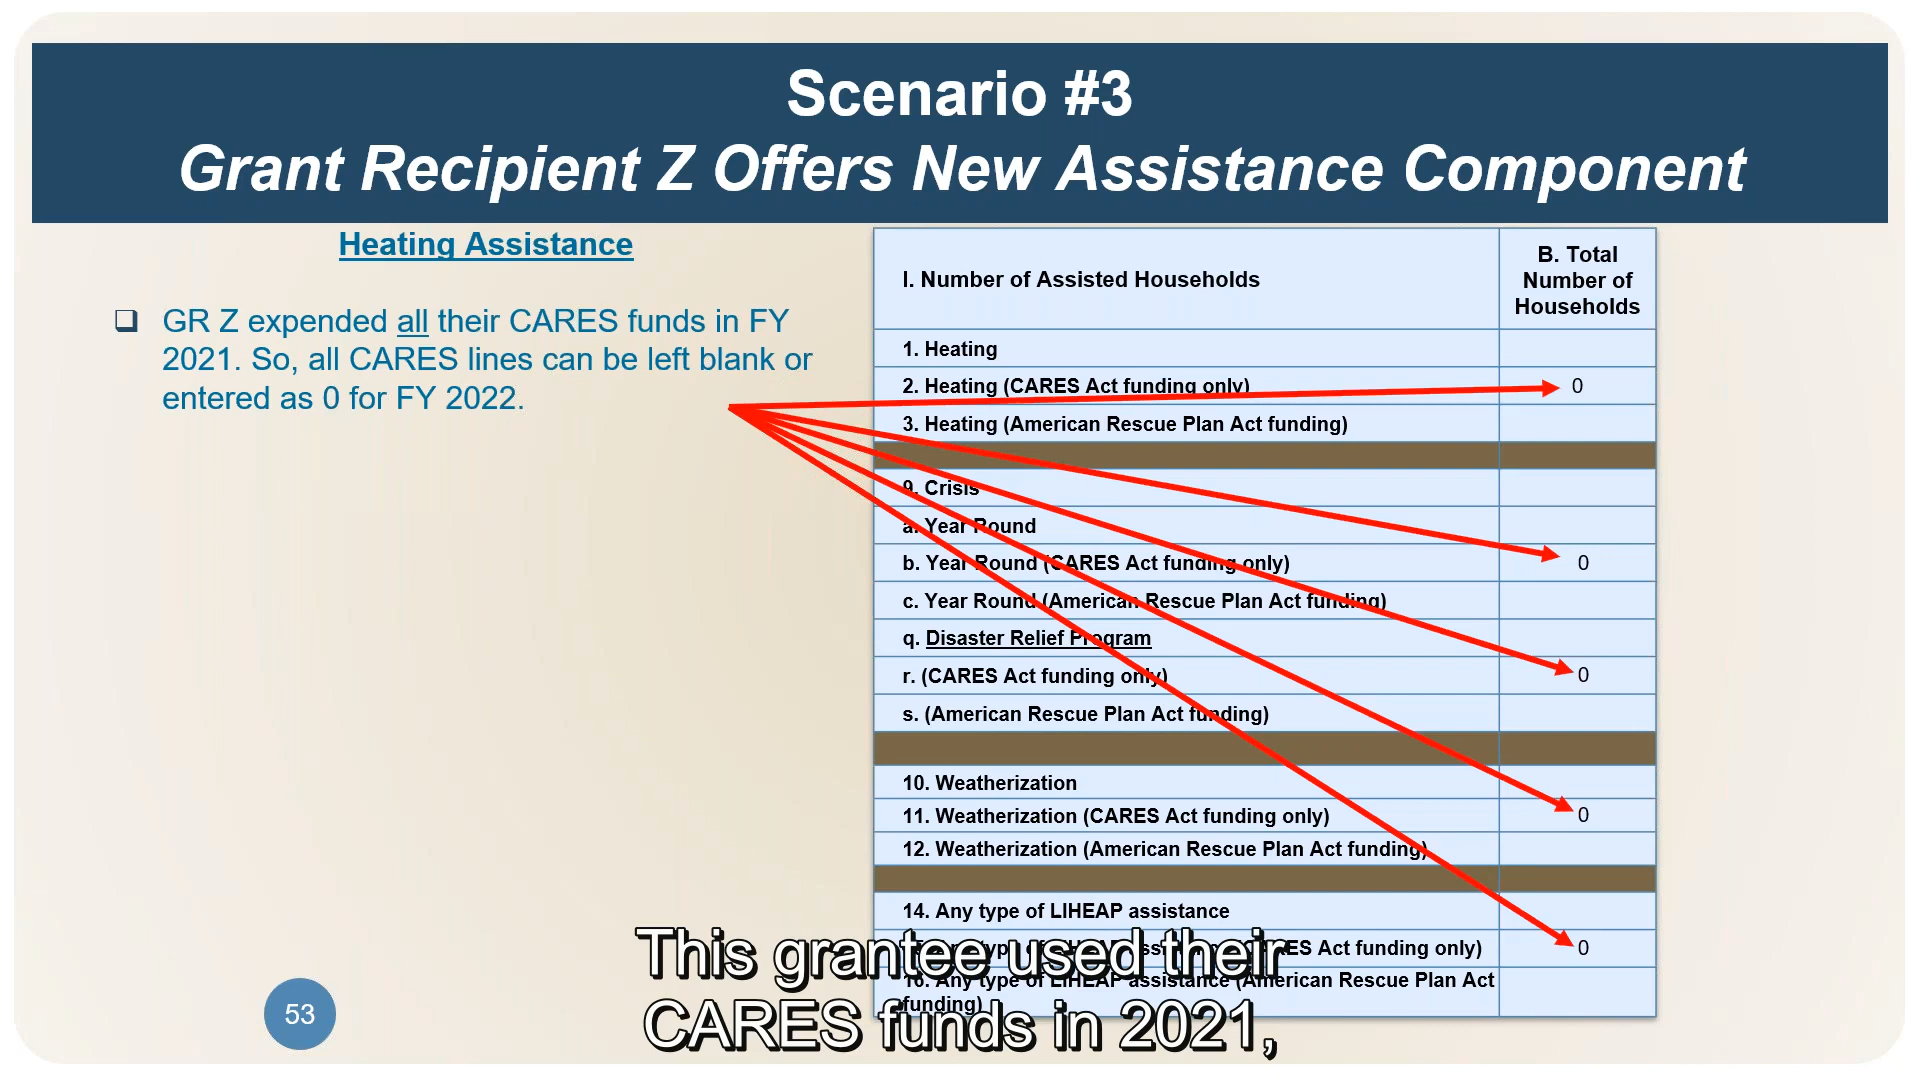 Scenario #3
Grant Recipient Z Offers New Assistance Component
Heating Assistance
❑ GR Z expended all their CARES funds in FY
2021. So, all CARES lines can be left blank or
entered as 0 for FY 2022.
I. Number of Assisted Households
B. Total
Number of
Households
1. Heating
2. Heating (CARES Act funding only) 0
3. Heating (American Rescue Plan Act funding)
9. Crisis
a. Year Round
b. Year Round (CARES Act funding only) 0
c. Year Round (American Rescue Plan Act funding)
q. Disaster Relief Program
r. (CARES Act funding only) 0
s. (American Rescue Plan Act funding)
10. Weatherization
11. Weatherization (CARES Act funding only) 0
12. Weatherization (American Rescue Plan Act funding)
14. Any type of LIHEAP assistance
Act funding only) 0
16. Any type of LIHEAP assistance (American Rescue Plan Act
funding)
This grantee used their
CARES funds in 2021,
53